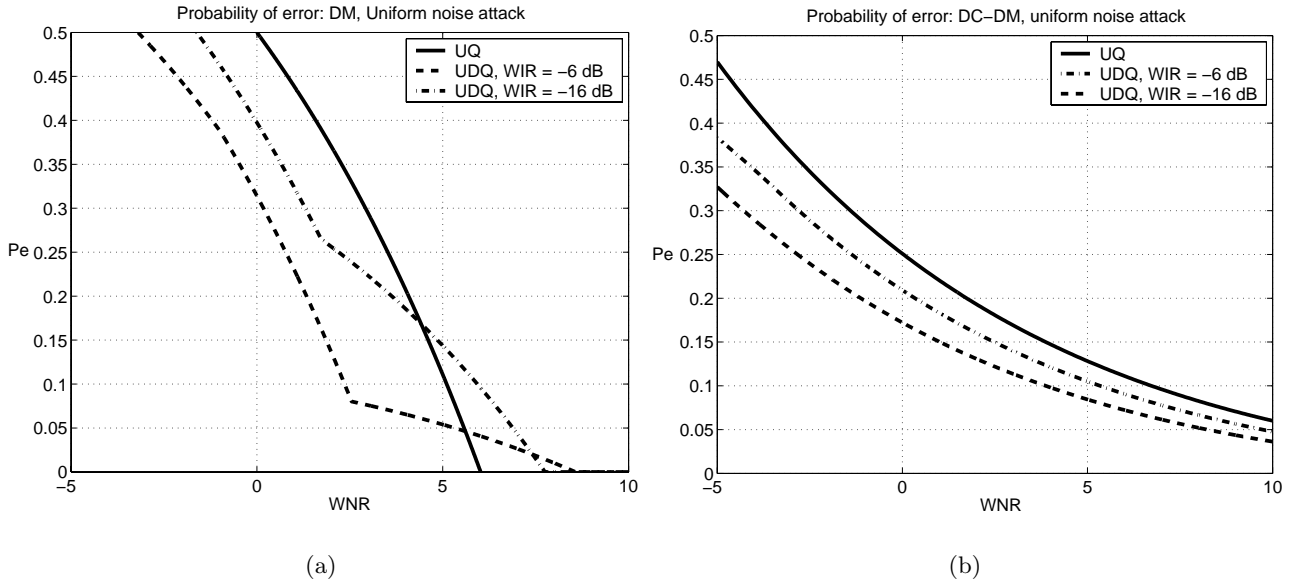 Probability of error: DM, Uniform noise attack
0.5
0.45
0.4
0.35
0.3
Pe 0.25
0.2
0.15
0.1
0.05
0
−5 0 5 10
WNR
UQ
UDQ, WIR = −6 dB
UDQ, WIR = −16 dB
(a)
Probability of error: DC−DM, uniform noise attack
0.5
0.45
0.4
0.35
0.3
Pe 0.25
0.2
0.15
0.1
0.05
0
−5 0 5 10
WNR
UQ
UDQ, WIR = −6 dB
UDQ, WIR = −16 dB
(b)